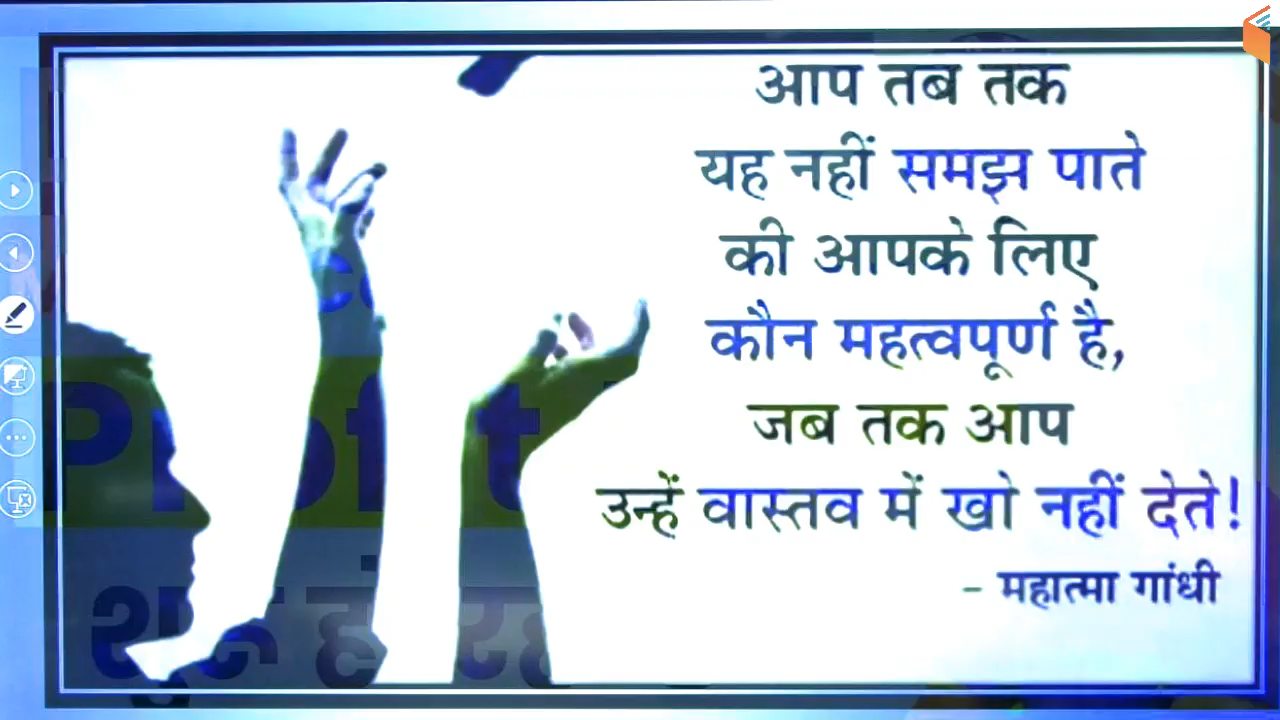 आप तब तक
यह नहीं समझ पाते
की आपके लिए
कौन महत्वपूर्ण है,
जब तक आप
उन्हें वास्तव में खो नहीं देते!
- महात्मा गांधी